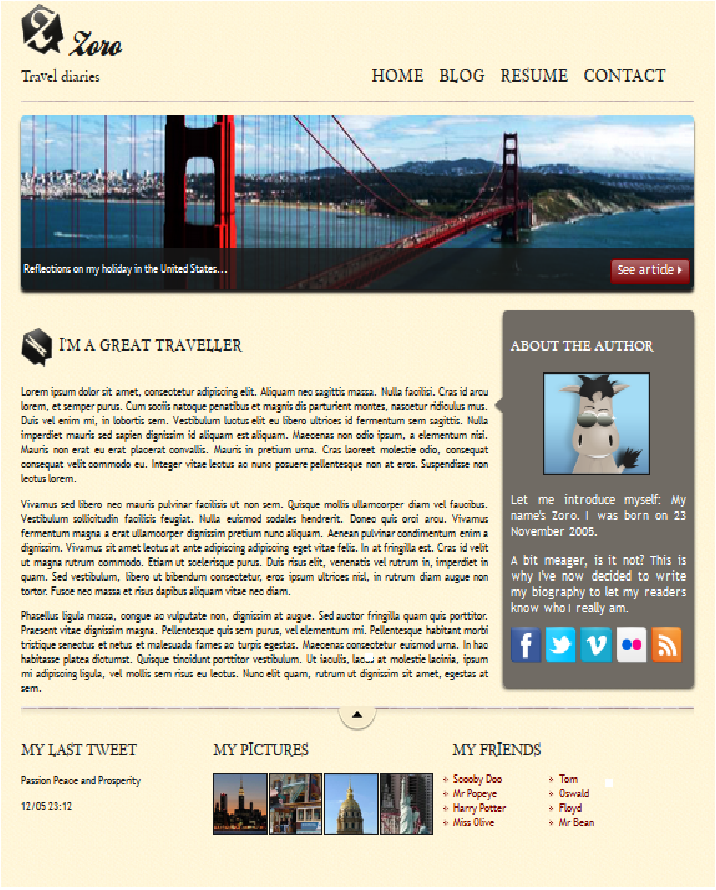 Zoro
Travel diaries
HOME BLOG RESUME CONTACT
Reflections on my holiday in the United States...
See article
I'M A GREAT TRAVELLER
Lorem ipsum dolor sit amet, consectetur adipiscing elit. Aliquam nec sagittis massa. Nulla facilisi. Cras id arcu
lorem, et semper purus. Cum sociis natoque penatibus et magnis dis parturient montes, nascetur ridiculus mus.
Duis vel enim mi, in lobortis sem. Vestibulum luctus elit eu libero ultrices id fermentum sem sagittis. Nulla
imperdiet mauris sed sapien dignissim id aliquam est aliquam. Maecenas non odio ipsum, a elementum nisi.
Mauris non erat eu erat placerat convallis. Mauris in pretium urna. Cras laoreet molestie odio, consequat
consequat velit commodo eu. Integer vitae lectus ac nunc posuere pellentesque non at eros. Suspendisse non
lectus lorem.
Vivamus sed libero nec mauris pulvinar facilisis ut non sem. Quisque mollis ullamcorper diam vel faucibus.
Vestibulum sollicitudin facilisis feugiat. Nulla euismod sodales hendrerit. Donec quis orci arcu. Vivamus
fermentum magna a erat ullamcorper dignissim pretium nunc aliquam. Aenean pulvinar condimentum enim a
dignissim. Vivamus sit amet lectus at ante adipiscing adipiscing eget vitae felis. In at fringilla est. Cras id velit
ut magna rutrum commodo. Etiam ut scelerisque purus. Duis risus elit, venenatis vel rutrum in, imperdiet in
quam. Sed vestibulum, libero ut bibendum consectetur, eros ipsum ultrices nisl, in rutrum diam augue non
tortor. Fusce nec massa et risus dapibus aliquam vitae nec diam.
Phasellus ligula massa, congue ac vulputate non, dignissim at augue. Sed auctor fringilla quam quis porttitor.
Praesent vitae dignissim magna. Pellentesque quis sem purus, vel elementum mi. Pellentesque habitant morbi
tristique senectus et netus et malesuada fames ac turpis egestas. Maecenas consectetur euismod urna. In hac
habitasse platea dictumst. Quisque tincidunt porttitor vestibulum. Ut iaculis, at molestie lacinia, ipsum
mi adipiscing ligula, vel mollis sem risus eu lectus. Nunc elit quam, rutrum ut dignissim sit amet, egestas at
sem.
ABOUT THE AUTHOR
Let me introduce myself: My
name's Zoro. I was born on 23
November 2005.
A bit meager, is it not? This is
why I've now decided to write
my biography to let my readers
know who I really am.
MY LAST TWEET
Passion Peace and Prosperity
12/05 23:12
MY PICTURES
MY FRIENDS
Scooby Doo
Mr Popeye
Harry Potter
Miss Olive
Tom
Oswald
Floyd
Mr Bean